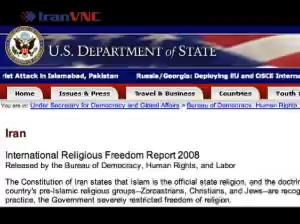 IranVNC
U.S. DEPARTMENT of STATE
rist Attack in Islamabad, Pakistan Russia/Georgia: Deploying EU and OSCE Intern
Home Issues & Press Travel & Business Countries Youth
You are in: Under Secretary for Democracy and Global Affairs > Bureau of Democracy, Human Rights,
Iran
International Religious Freedom Report 2008
Released by the Bureau of Democracy, Human Rights, and Labor
The Constitution of Iran states that Islam is the official state religion, and the doctrin
country's pre-Islamic religious groups--Zoroastrians, Christians, and Jews--are recog
practice, the Government severely restricted freedom of religion.